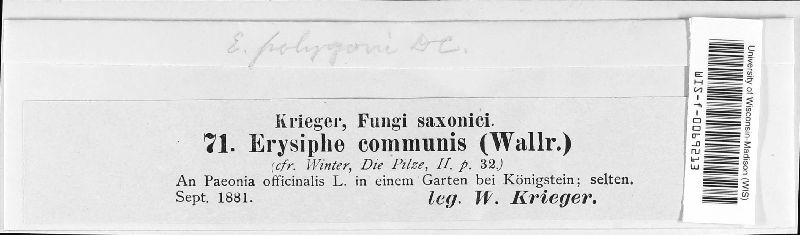 E. polygoni DC.
Krieger, Fungi saxonici.
71. Erysiphe communis (Wallr.)
(cfr. Winter, Die Pilze, II. p. 32.)
An Paeonia officinalis L. in einem Garten bei Königstein; selten.
Sept. 1881. leg. W. Krieger.
University of Wisconsin-Madison (WIS)
WIS-f-0096213